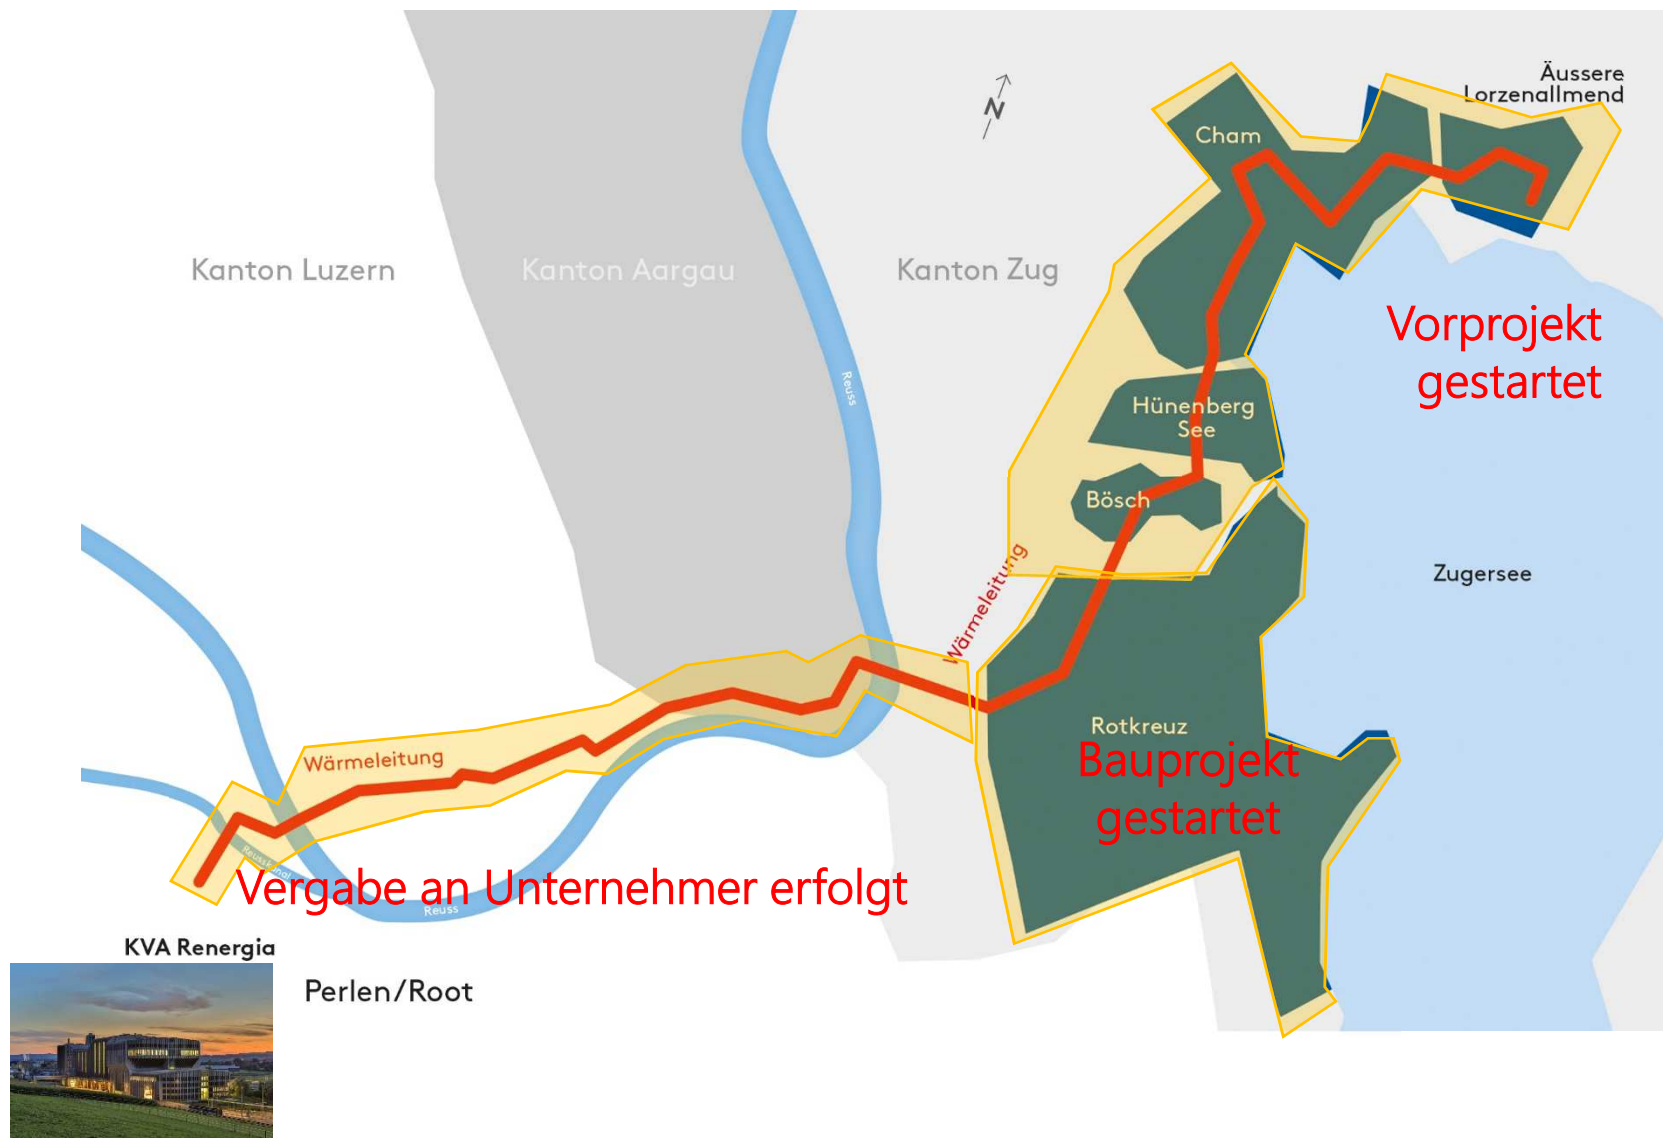 Äussere
Lorzenallmend
N
Cham
Kanton Luzern
Kanton Aargau
Kanton Zug
Vorprojekt
gestartet
Reuss
Hünenberg
See
Bösch
Wärmeleitung
Zugersee
Rotkreuz
Bauprojekt
gestartet
Wärmeleitung
Reusskanal
Vergabe an Unternehmer erfolgt
Reuss
KVA Renergia
Perlen/Root